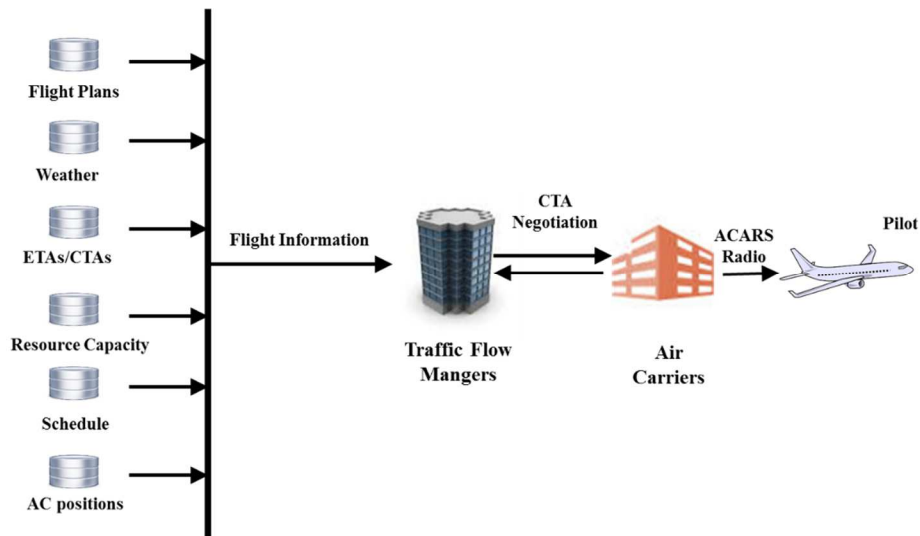 Flight Plans
Weather
ETAs/CTAs
Resource Capacity
Schedule
AC positions
Flight Information
Traffic Flow
Mangers
CTA
Negotiation
Air
Carriers
ACARS
Radio
Pilot